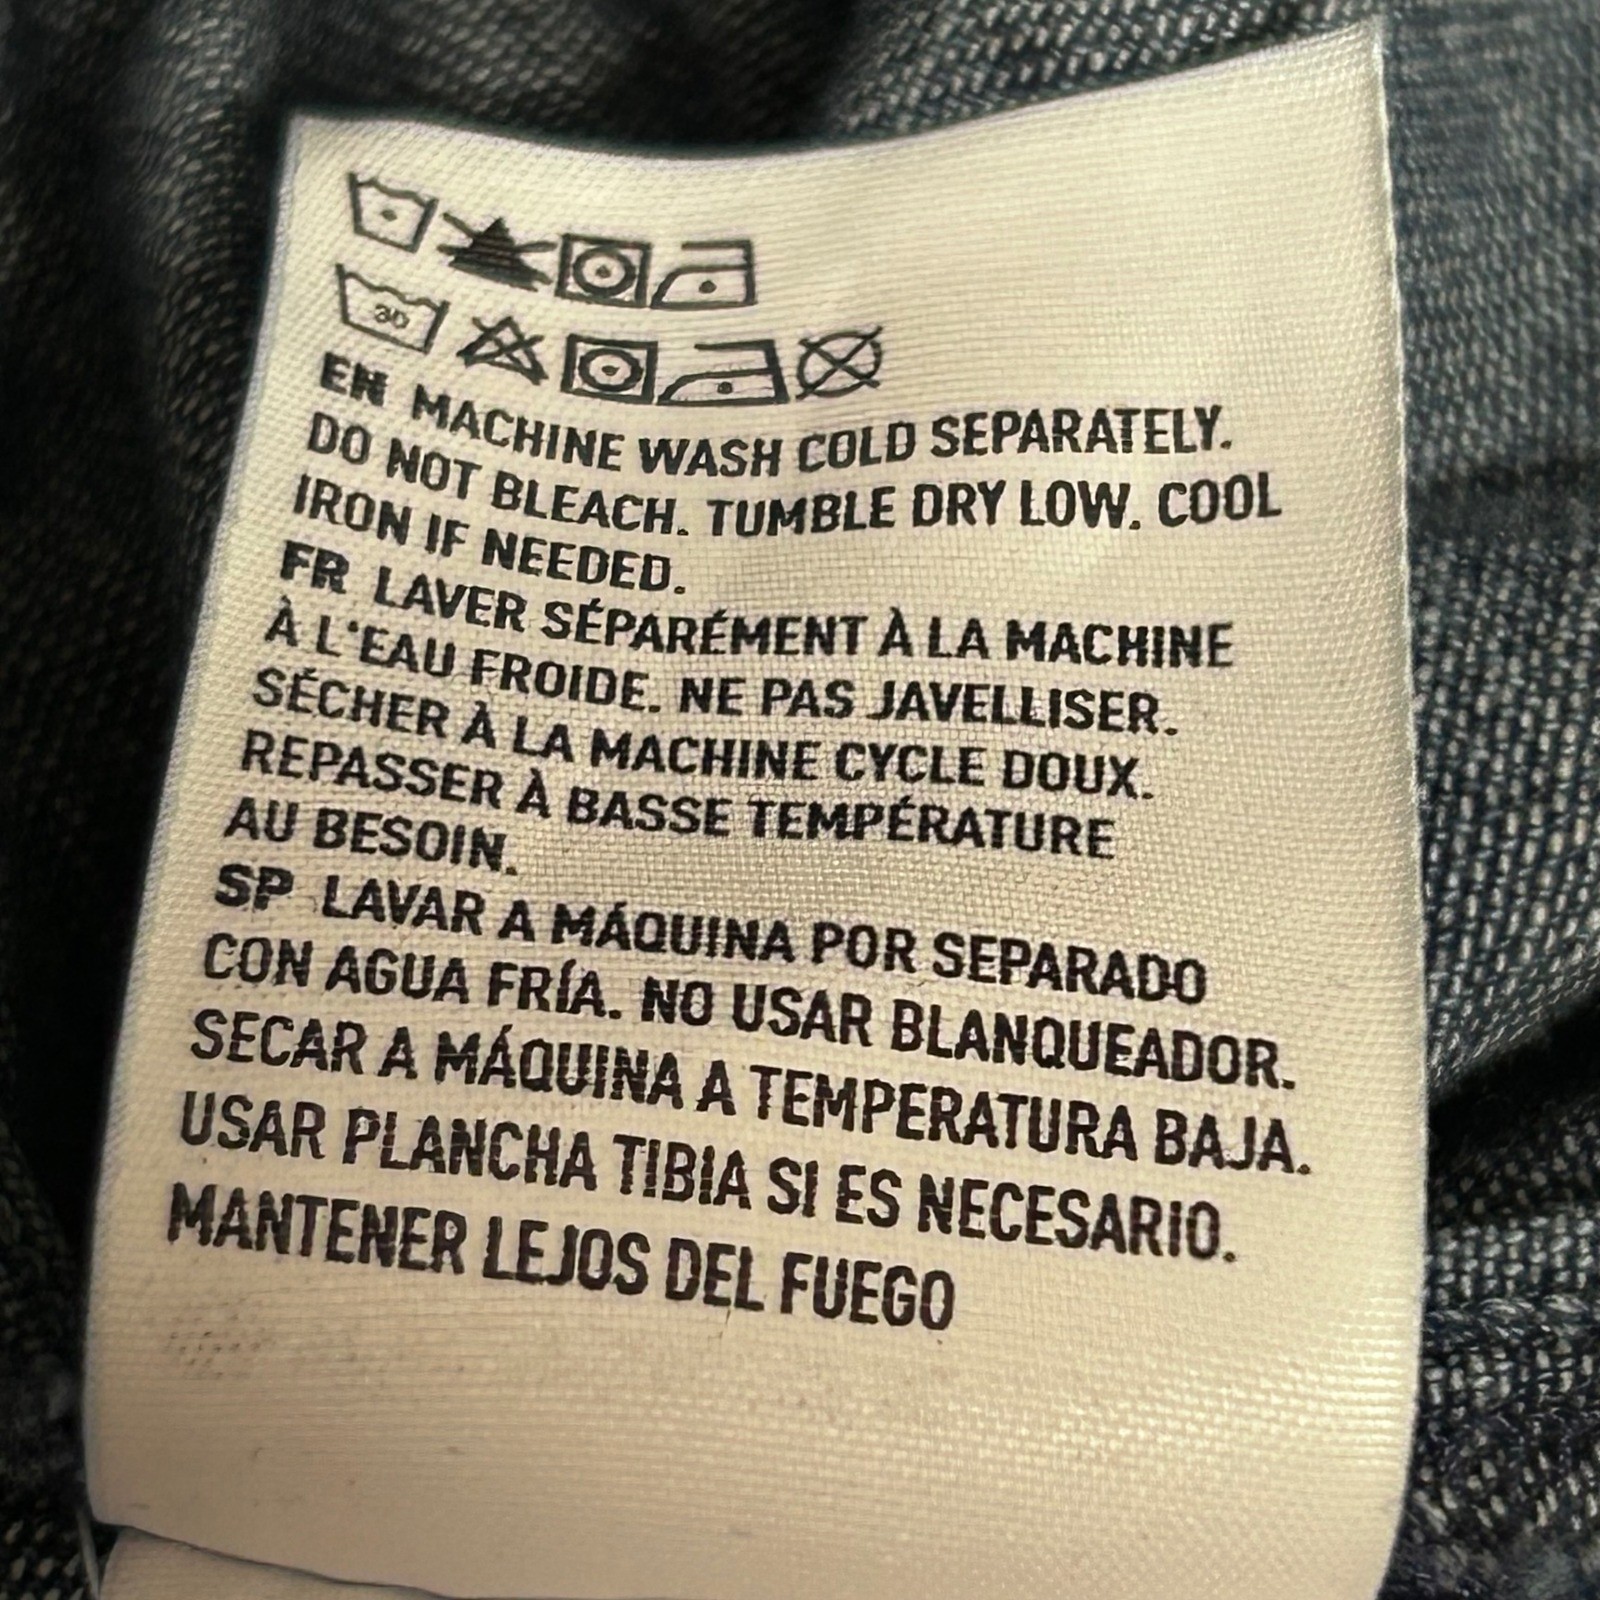 30
EN MACHINE WASH COLD SEPARATELY.
DO NOT BLEACH. TUMBLE DRY LOW. COOL
IRON IF NEEDED.
FR LAVER SÉPARÉMENT À LA MACHINE
À L'EAU FROIDE. NE PAS JAVELLISER.
SÉCHER À LA MACHINE CYCLE DOUX.
REPASSER À BASSE TEMPÉRATURE
AU BESOIN.
SP LAVAR A MÁQUINA POR SEPARADO
CON AGUA FRÍA. NO USAR BLANQUEADOR.
SECAR A MÁQUINA A TEMPERATURA BAJA.
USAR PLANCHA TIBIA SI ES NECESARIO.
MANTENER LEJOS DEL FUEGO